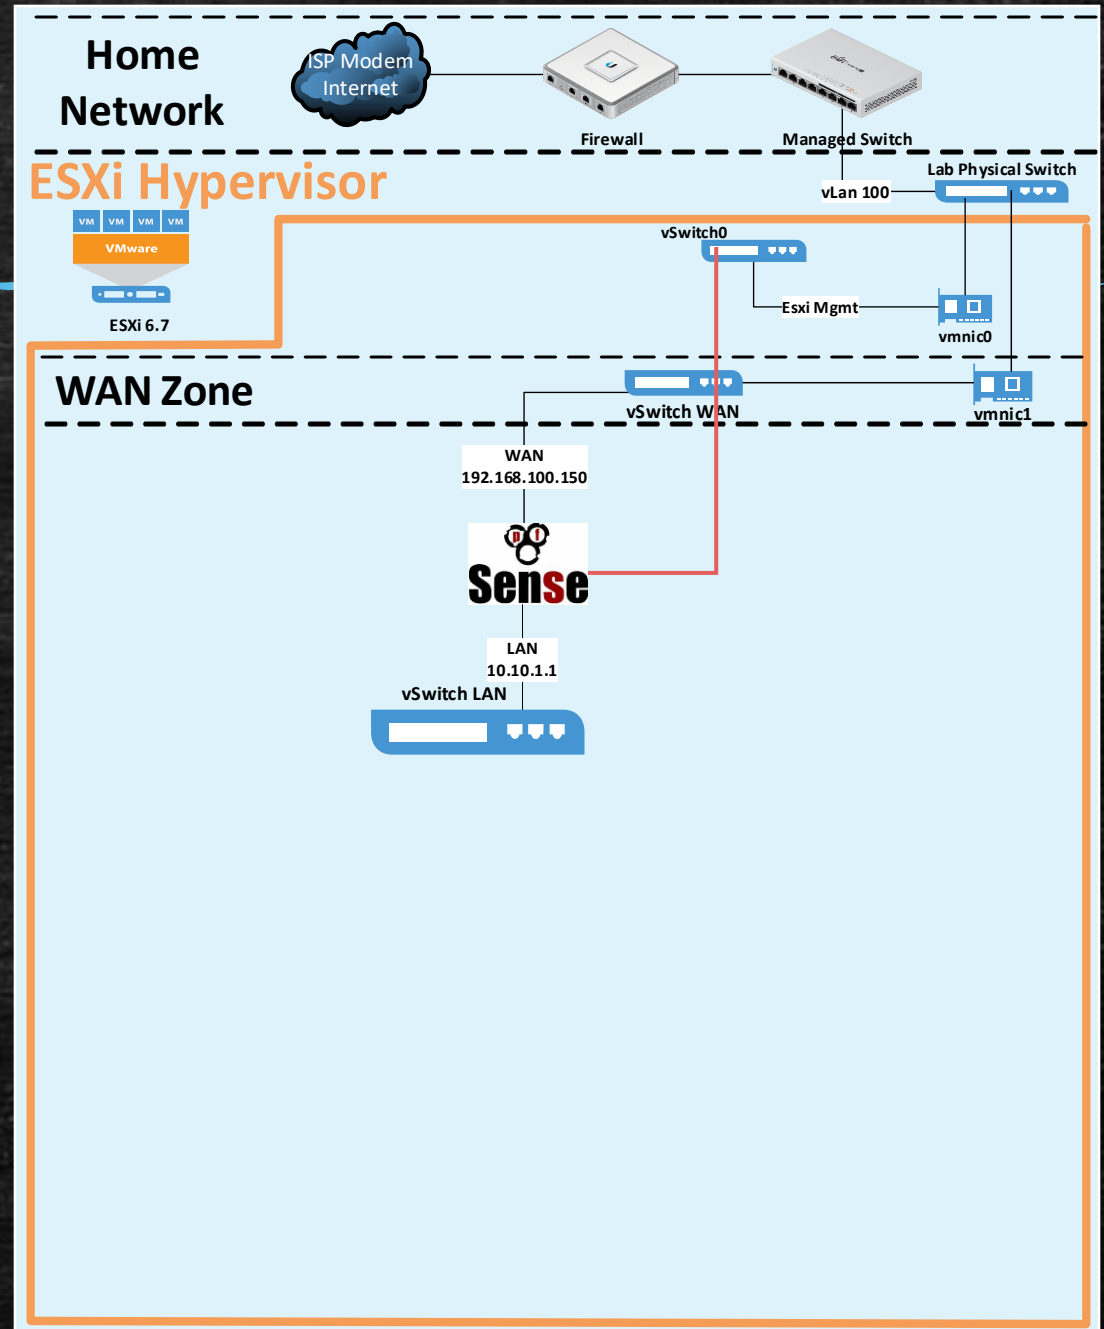 Home
Network
ISP Modem
Internet
Firewall
Managed Switch
ESXi Hypervisor
Lab Physical Switch
vLan 100
VM VM VM VM
VMware
ESXi 6.7
vSwitch0
Esxi Mgmt
vmnic0
WAN Zone
vSwitch WAN
vmnic1
WAN
192.168.100.150
pf
Sense
LAN
10.10.1.1
vSwitch LAN